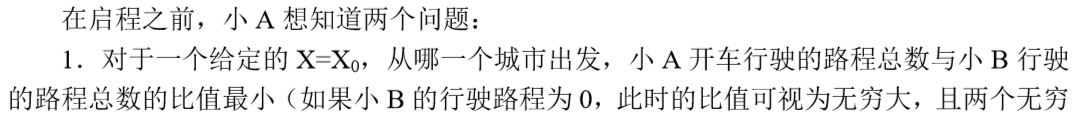 在启程之前，小 A 想知道两个问题：
1．对于一个给定的 X=X₀，从哪一个城市出发，小 A 开车行驶的路程总数与小 B 行驶
的路程总数的比值最小（如果小 B 的行驶路程为 0，此时的比值可视为无穷大，且两个无穷